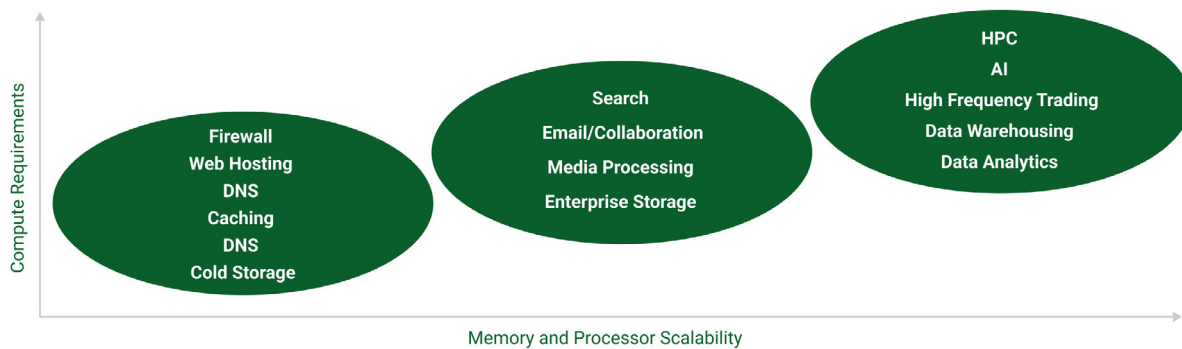 Compute Requirements
Firewall
Web Hosting
DNS
Caching
DNS
Cold Storage
Search
Email/Collaboration
Media Processing
Enterprise Storage
HPC
AI
High Frequency Trading
Data Warehousing
Data Analytics
Memory and Processor Scalability